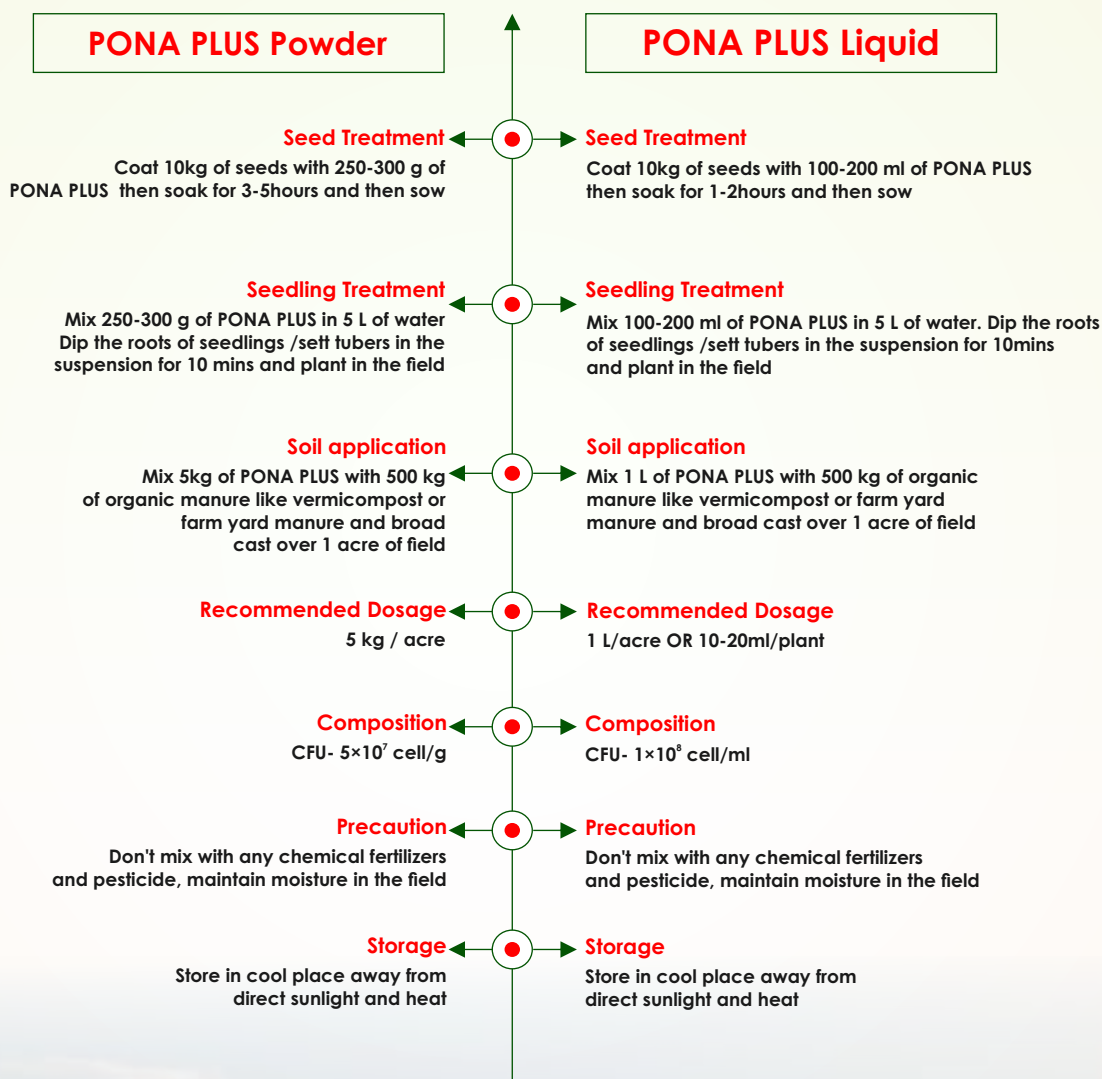 PONA PLUS Powder
Seed Treatment
Coat 10kg of seeds with 250-300 g of
PONA PLUS then soak for 3-5hours and then sow
Seedling Treatment
Mix 250-300 g of PONA PLUS in 5 L of water
Dip the roots of seedlings /sett tubers in the
suspension for 10 mins and plant in the field
Soil application
Mix 5kg of PONA PLUS with 500 kg
of organic manure like vermicompost or
farm yard manure and broad
cast over 1 acre of field
Recommended Dosage
5 kg / acre
Composition
CFU- 5×10⁷ cell/g
Precaution
Don't mix with any chemical fertilizers
and pesticide, maintain moisture in the field
Storage
Store in cool place away from
direct sunlight and heat
PONA PLUS Liquid
Seed Treatment
Coat 10kg of seeds with 100-200 ml of PONA PLUS
then soak for 1-2hours and then sow
Seedling Treatment
Mix 100-200 ml of PONA PLUS in 5 L of water. Dip the roots
of seedlings /sett tubers in the suspension for 10mins
and plant in the field
Soil application
Mix 1 L of PONA PLUS with 500 kg of organic
manure like vermicompost or farm yard
manure and broad cast over 1 acre of field
Recommended Dosage
1 L/acre OR 10-20ml/plant
Composition
CFU- 1×10⁸ cell/ml
Precaution
Don't mix with any chemical fertilizers
and pesticide, maintain moisture in the field
Storage
Store in cool place away from
direct sunlight and heat